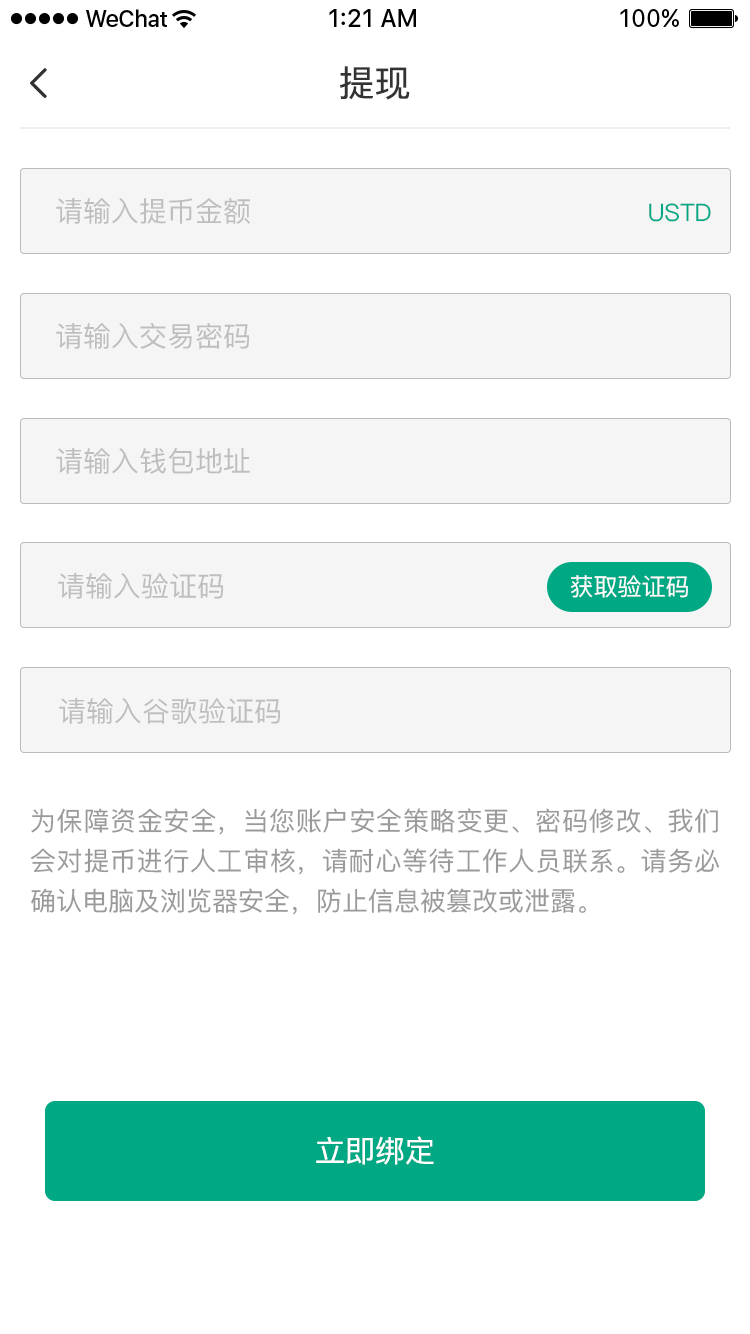 WeChat 1:21 AM 100%
提现
请输入提币金额 USTD
请输入交易密码
请输入钱包地址
请输入验证码 获取验证码
请输入谷歌验证码
为保障资金安全，当您账户安全策略变更、密码修改、我们
会对提币进行人工审核，请耐心等待工作人员联系。请务必
确认电脑及浏览器安全，防止信息被篡改或泄露。
立即绑定